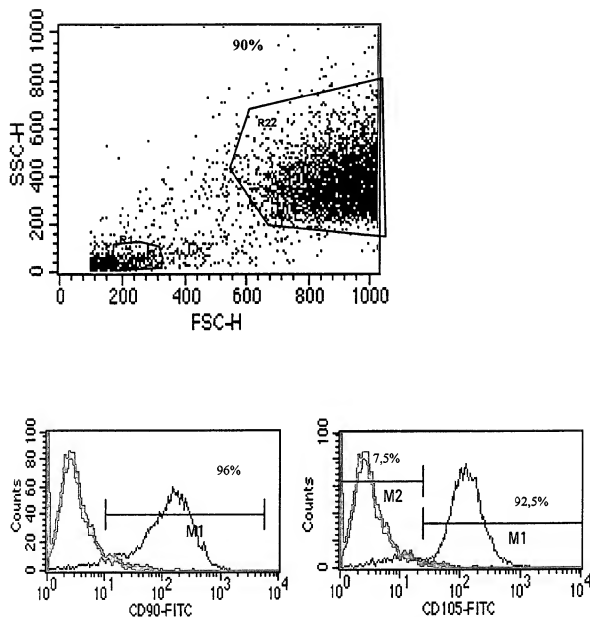 1000
90%
800
R22
600
SSC-H
400
200
R1
0
0 200 400 600 800 1000
FSC-H
100
80
60
40
20
0
Counts
96%
M1
10^0 10^1 10^2 10^3 10^4
CD90-FITC
100
0
Counts
7,5%
M2
92,5%
M1
10^0 10^1 10^2 10^3 10^4
CD105-FITC